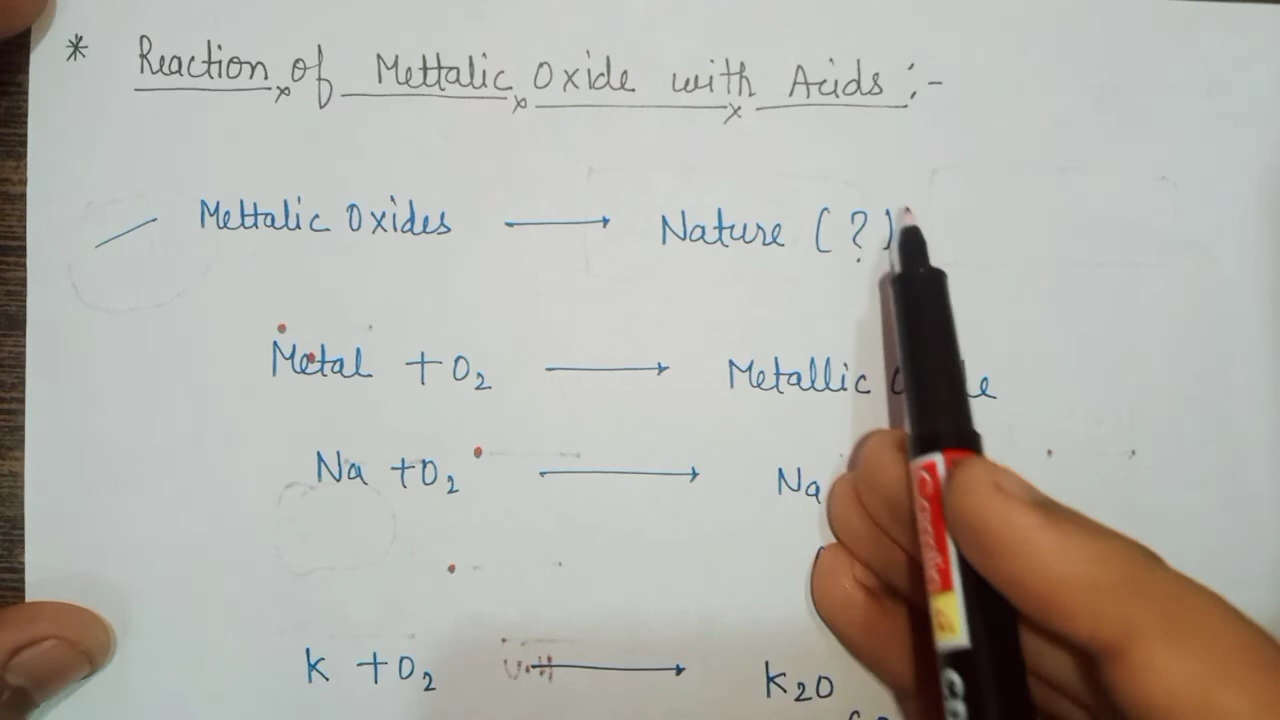 * Reaction of Mettalic Oxide with Acids :-
Mettalic Oxides ⟶ Nature (?)
Metal + O₂ ⟶ Metallic
Na + O₂ ⟶ Na
K + O₂ ⟶ K₂O